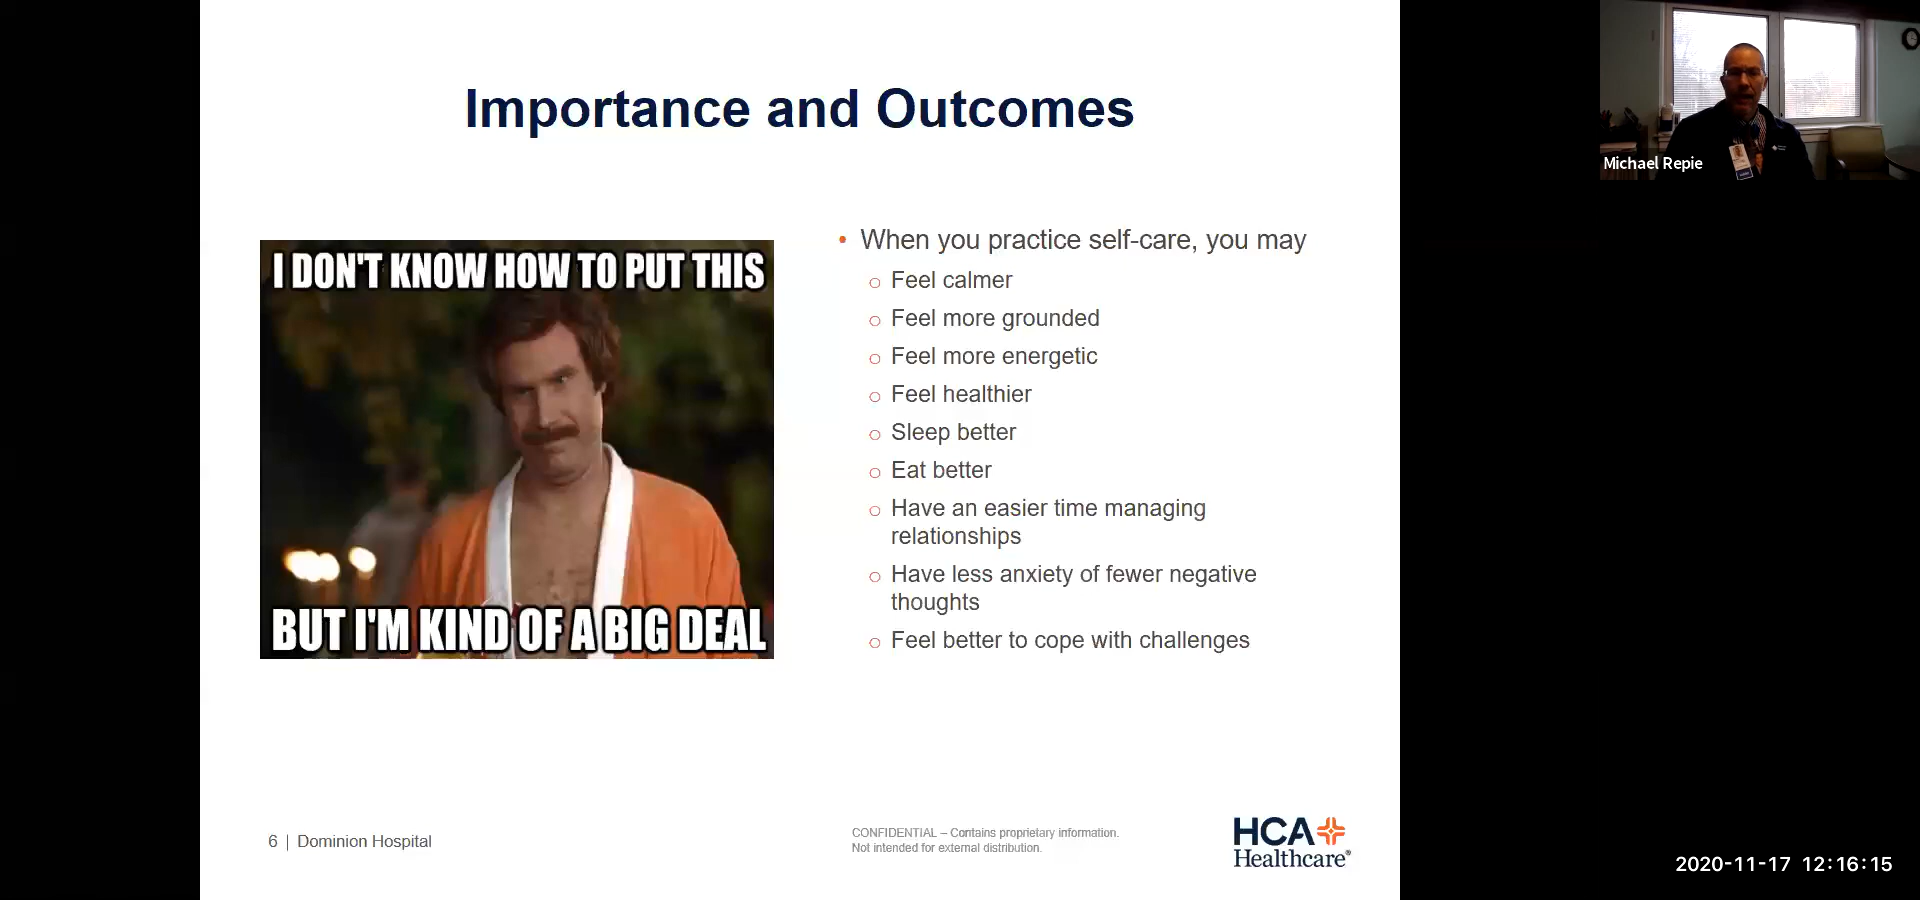 Importance and Outcomes
I DON'T KNOW HOW TO PUT THIS
BUT I'M KIND OF A BIG DEAL
• When you practice self-care, you may
o Feel calmer
o Feel more grounded
o Feel more energetic
o Feel healthier
o Sleep better
o Eat better
o Have an easier time managing
relationships
o Have less anxiety of fewer negative
thoughts
o Feel better to cope with challenges
6 | Dominion Hospital
CONFIDENTIAL – Contains proprietary information.
Not intended for external distribution.
HCA
Healthcare®
Michael Repie
2020-11-17 12:16:15